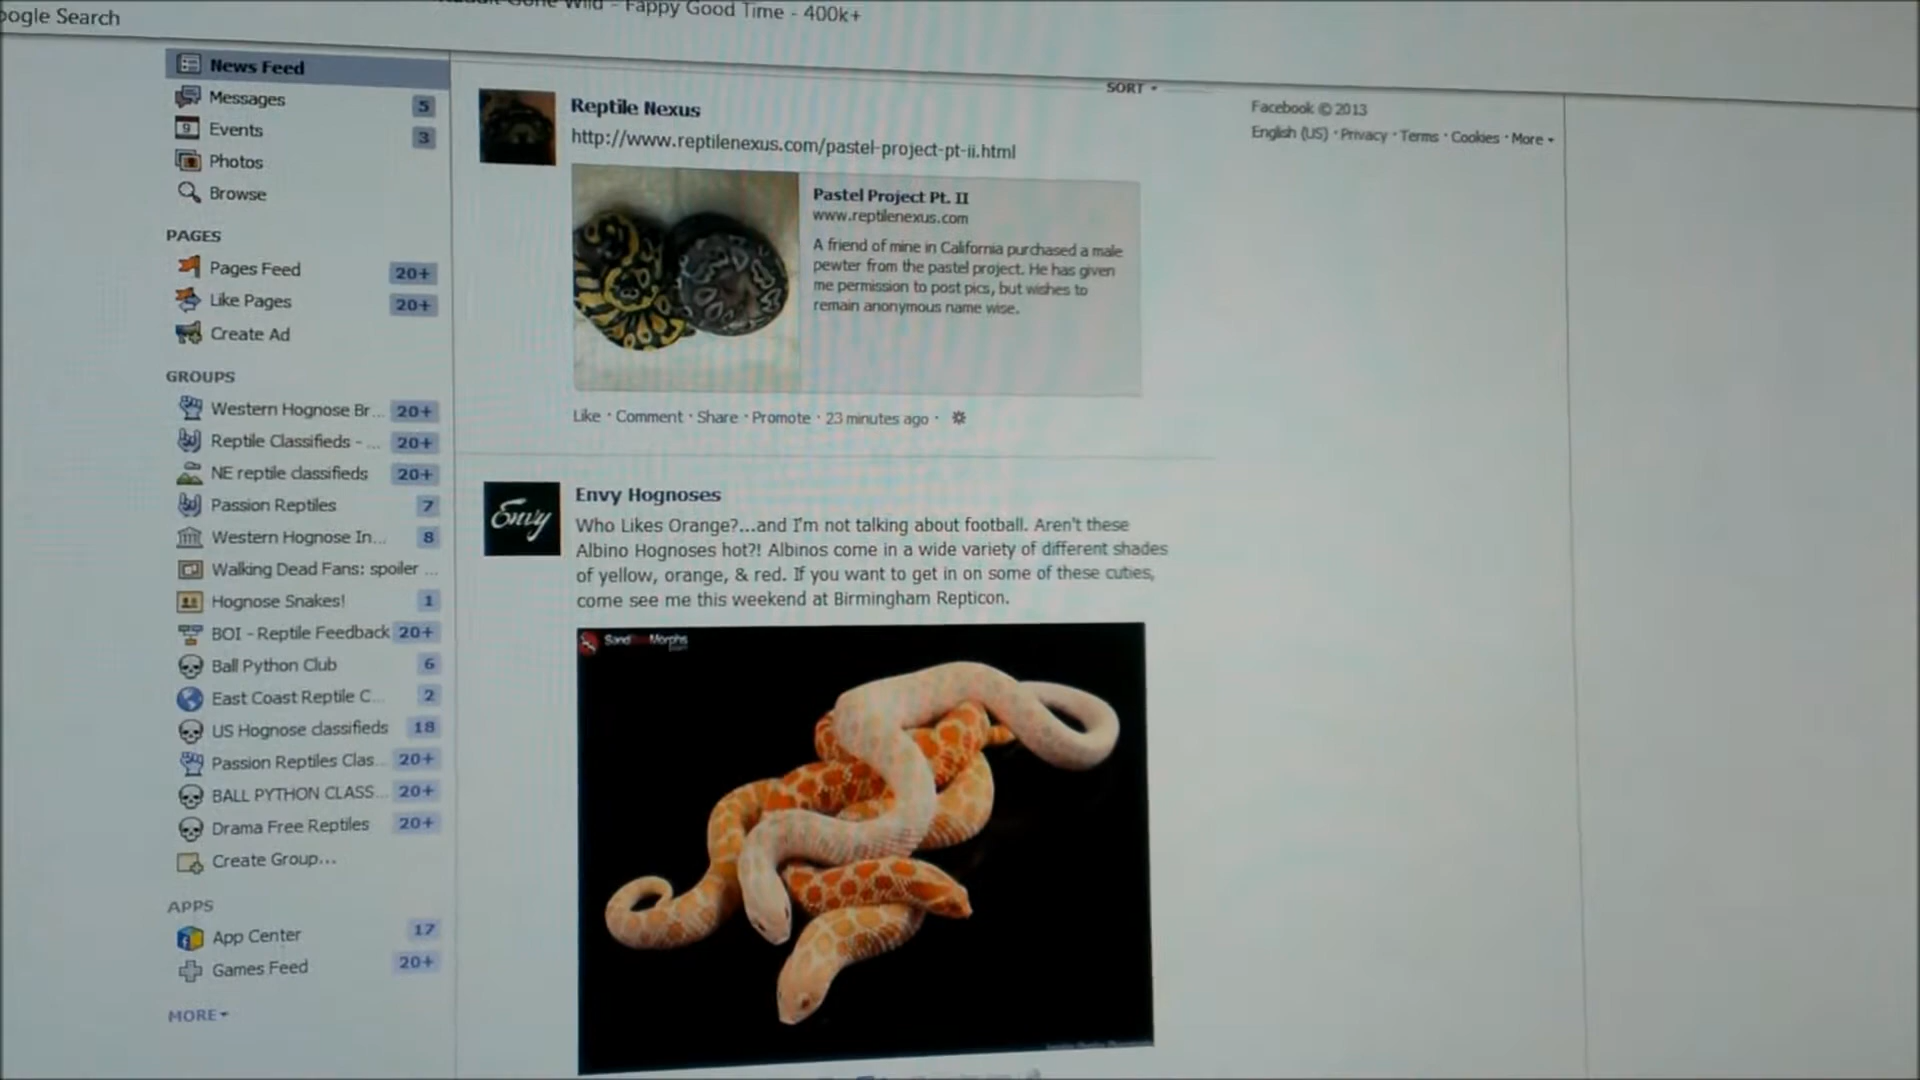 oogle Search
Wild - Fappy Good Time - 400k+
News Feed
Messages 5
9 Events 3
Photos
Browse
PAGES
Pages Feed 20+
Like Pages 20+
Create Ad
GROUPS
Western Hognose Br... 20+
Reptile Classifieds - ... 20+
NE reptile classifieds 20+
Passion Reptiles 7
Western Hognose In... 8
Walking Dead Fans: spoiler ...
Hognose Snakes! 1
BOI - Reptile Feedback 20+
Ball Python Club 6
East Coast Reptile C... 2
US Hognose classifieds 18
Passion Reptiles Clas... 20+
BALL PYTHON CLASS... 20+
Drama Free Reptiles 20+
Create Group...
APPS
App Center 17
Games Feed 20+
MORE
SORT
Reptile Nexus
http://www.reptilenexus.com/pastel-project-pt-ii.html
Pastel Project Pt. II
www.reptilenexus.com
A friend of mine in California purchased a male
pewter from the pastel project. He has given
me permission to post pics, but wishes to
remain anonymous name wise.
Like · Comment · Share · Promote · 23 minutes ago ·
Envy
Envy Hognoses
Who Likes Orange?...and I'm not talking about football. Aren't these
Albino Hognoses hot?! Albinos come in a wide variety of different shades
of yellow, orange, & red. If you want to get in on some of these cuties,
come see me this weekend at Birmingham Repticon.
Sand Morphs
Facebook © 2013
English (US) · Privacy · Terms · Cookies · More